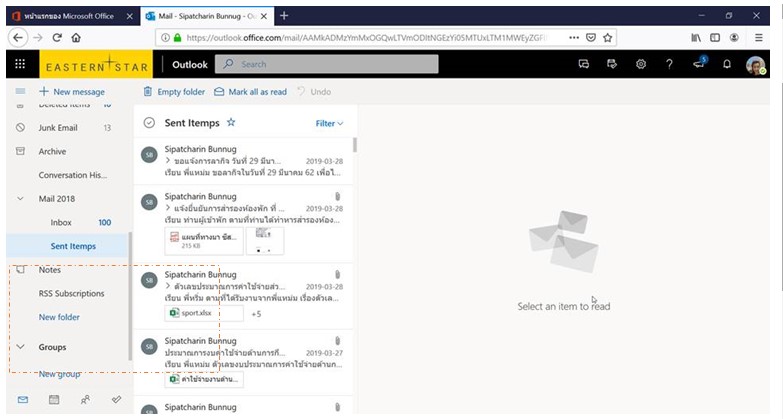 หน้าแรกของ Microsoft Office
Mail - Sipatcharin Bunnug - Ou
https://outlook.office.com/mail/
EASTERN STAR
Outlook
Search
New message
Empty folder
Mark all as read
Undo
Deleted Items 10
Junk Email 13
Archive
Conversation His...
Mail 2018
Inbox 100
Sent Itemps
Notes
RSS Subscriptions
New folder
Groups
New group
Sent Itemps
Filter
SB
Sipatcharin Bunnug
ขอแจ้งการลากิจ วันที่ 29 มีนา... 2019-03-28
เรียน พี่แหม่ม ขอลากิจในวันที่ 29 มีนาคม 62 เพื่อไ...
SB
Sipatcharin Bunnug
แจ้งยืนยันการสำรองห้องพัก ที่ ... 2019-03-28
เรียน ท่านผู้เข้าพัก ตามที่ท่านได้ทำการสำรองห้อง...
แผนที่ทางมา ซัส...
215 KB
SB
Sipatcharin Bunnug
ตัวเลขประมาณการค่าใช้จ่ายส่ว... 2019-03-28
เรียน พี่หริ่ม ตามที่ได้รับงานจากพี่แหม่ม เรื่องตัวเล...
sport.xlsx
+5
SB
Sipatcharin Bunnug
ประมาณการงบค่าใช้จ่ายด้านการกี... 2019-03-27
เรียน พี่แหม่ม ตัวเลขงบประมาณการค่าใช้จ่ายด้านก...
ค่าใช้จ่ายงานด้าน...
Sipatcharin Bunnug
Select an item to read